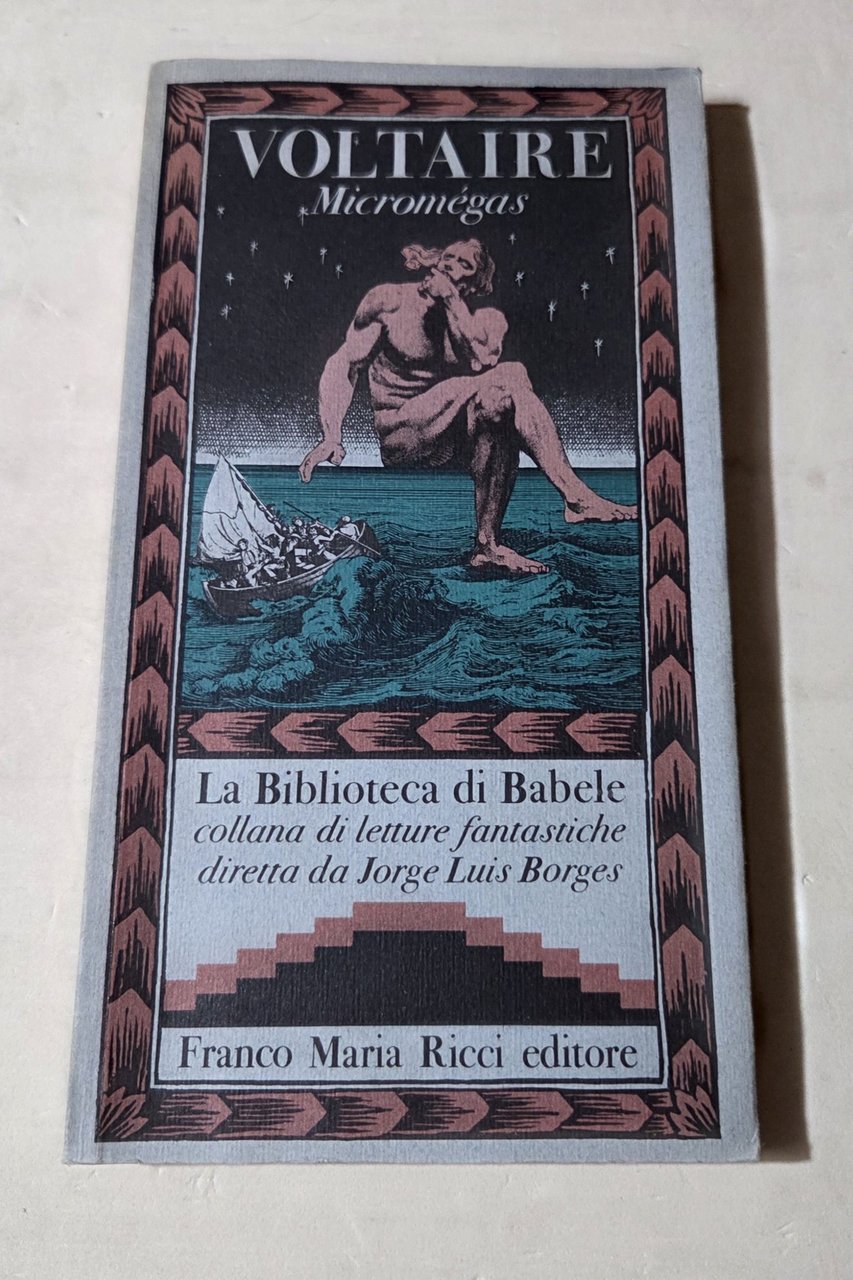 VOLTAIRE
Micromégas
La Biblioteca di Babele
collana di letture fantastiche
diretta da Jorge Luis Borges
Franco Maria Ricci editore